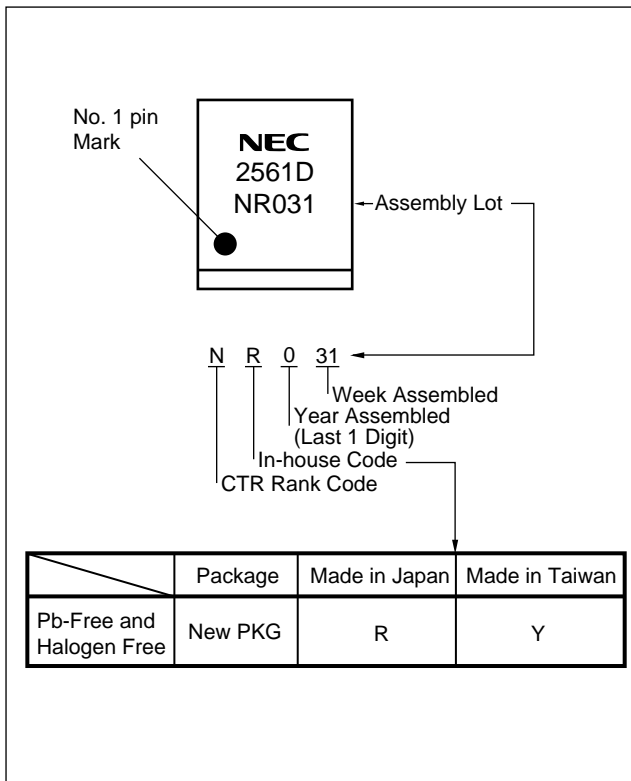 No. 1 pin
Mark
NEC
2561D
NR031
Assembly Lot
N R 0 31
Week Assembled
Year Assembled
(Last 1 Digit)
In-house Code
CTR Rank Code
Package Made in Japan Made in Taiwan
Pb-Free and
Halogen Free New PKG R Y